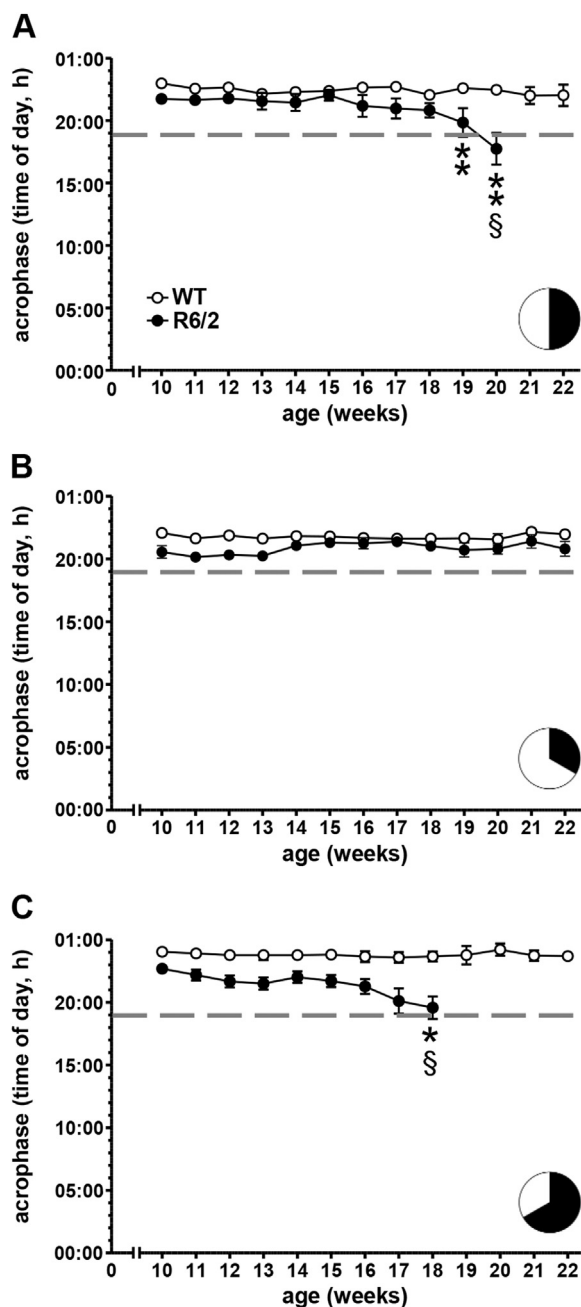 A
acrophase (time of day, h)
01:00
20:00
15:00
10:00
05:00
00:00
WT
R6/2
*
*
*
*
§
0 10 11 12 13 14 15 16 17 18 19 20 21 22
age (weeks)
B
acrophase (time of day, h)
01:00
20:00
15:00
10:00
05:00
00:00
0 10 11 12 13 14 15 16 17 18 19 20 21 22
age (weeks)
C
acrophase (time of day, h)
01:00
20:00
15:00
10:00
05:00
00:00
*
§
0 10 11 12 13 14 15 16 17 18 19 20 21 22
age (weeks)